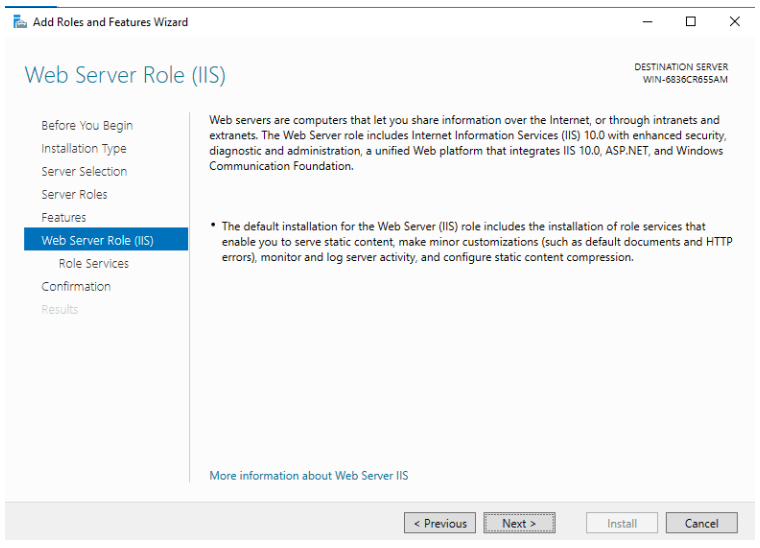 Add Roles and Features Wizard
Web Server Role (IIS)
DESTINATION SERVER
WIN-6836CR655AM
Before You Begin
Installation Type
Server Selection
Server Roles
Features
Web Server Role (IIS)
Role Services
Confirmation
Results
Web servers are computers that let you share information over the Internet, or through intranets and
extranets. The Web Server role includes Internet Information Services (IIS) 10.0 with enhanced security,
diagnostic and administration, a unified Web platform that integrates IIS 10.0, ASP.NET, and Windows
Communication Foundation.
• The default installation for the Web Server (IIS) role includes the installation of role services that
enable you to serve static content, make minor customizations (such as default documents and HTTP
errors), monitor and log server activity, and configure static content compression.
More information about Web Server IIS
< Previous
Next >
Install
Cancel